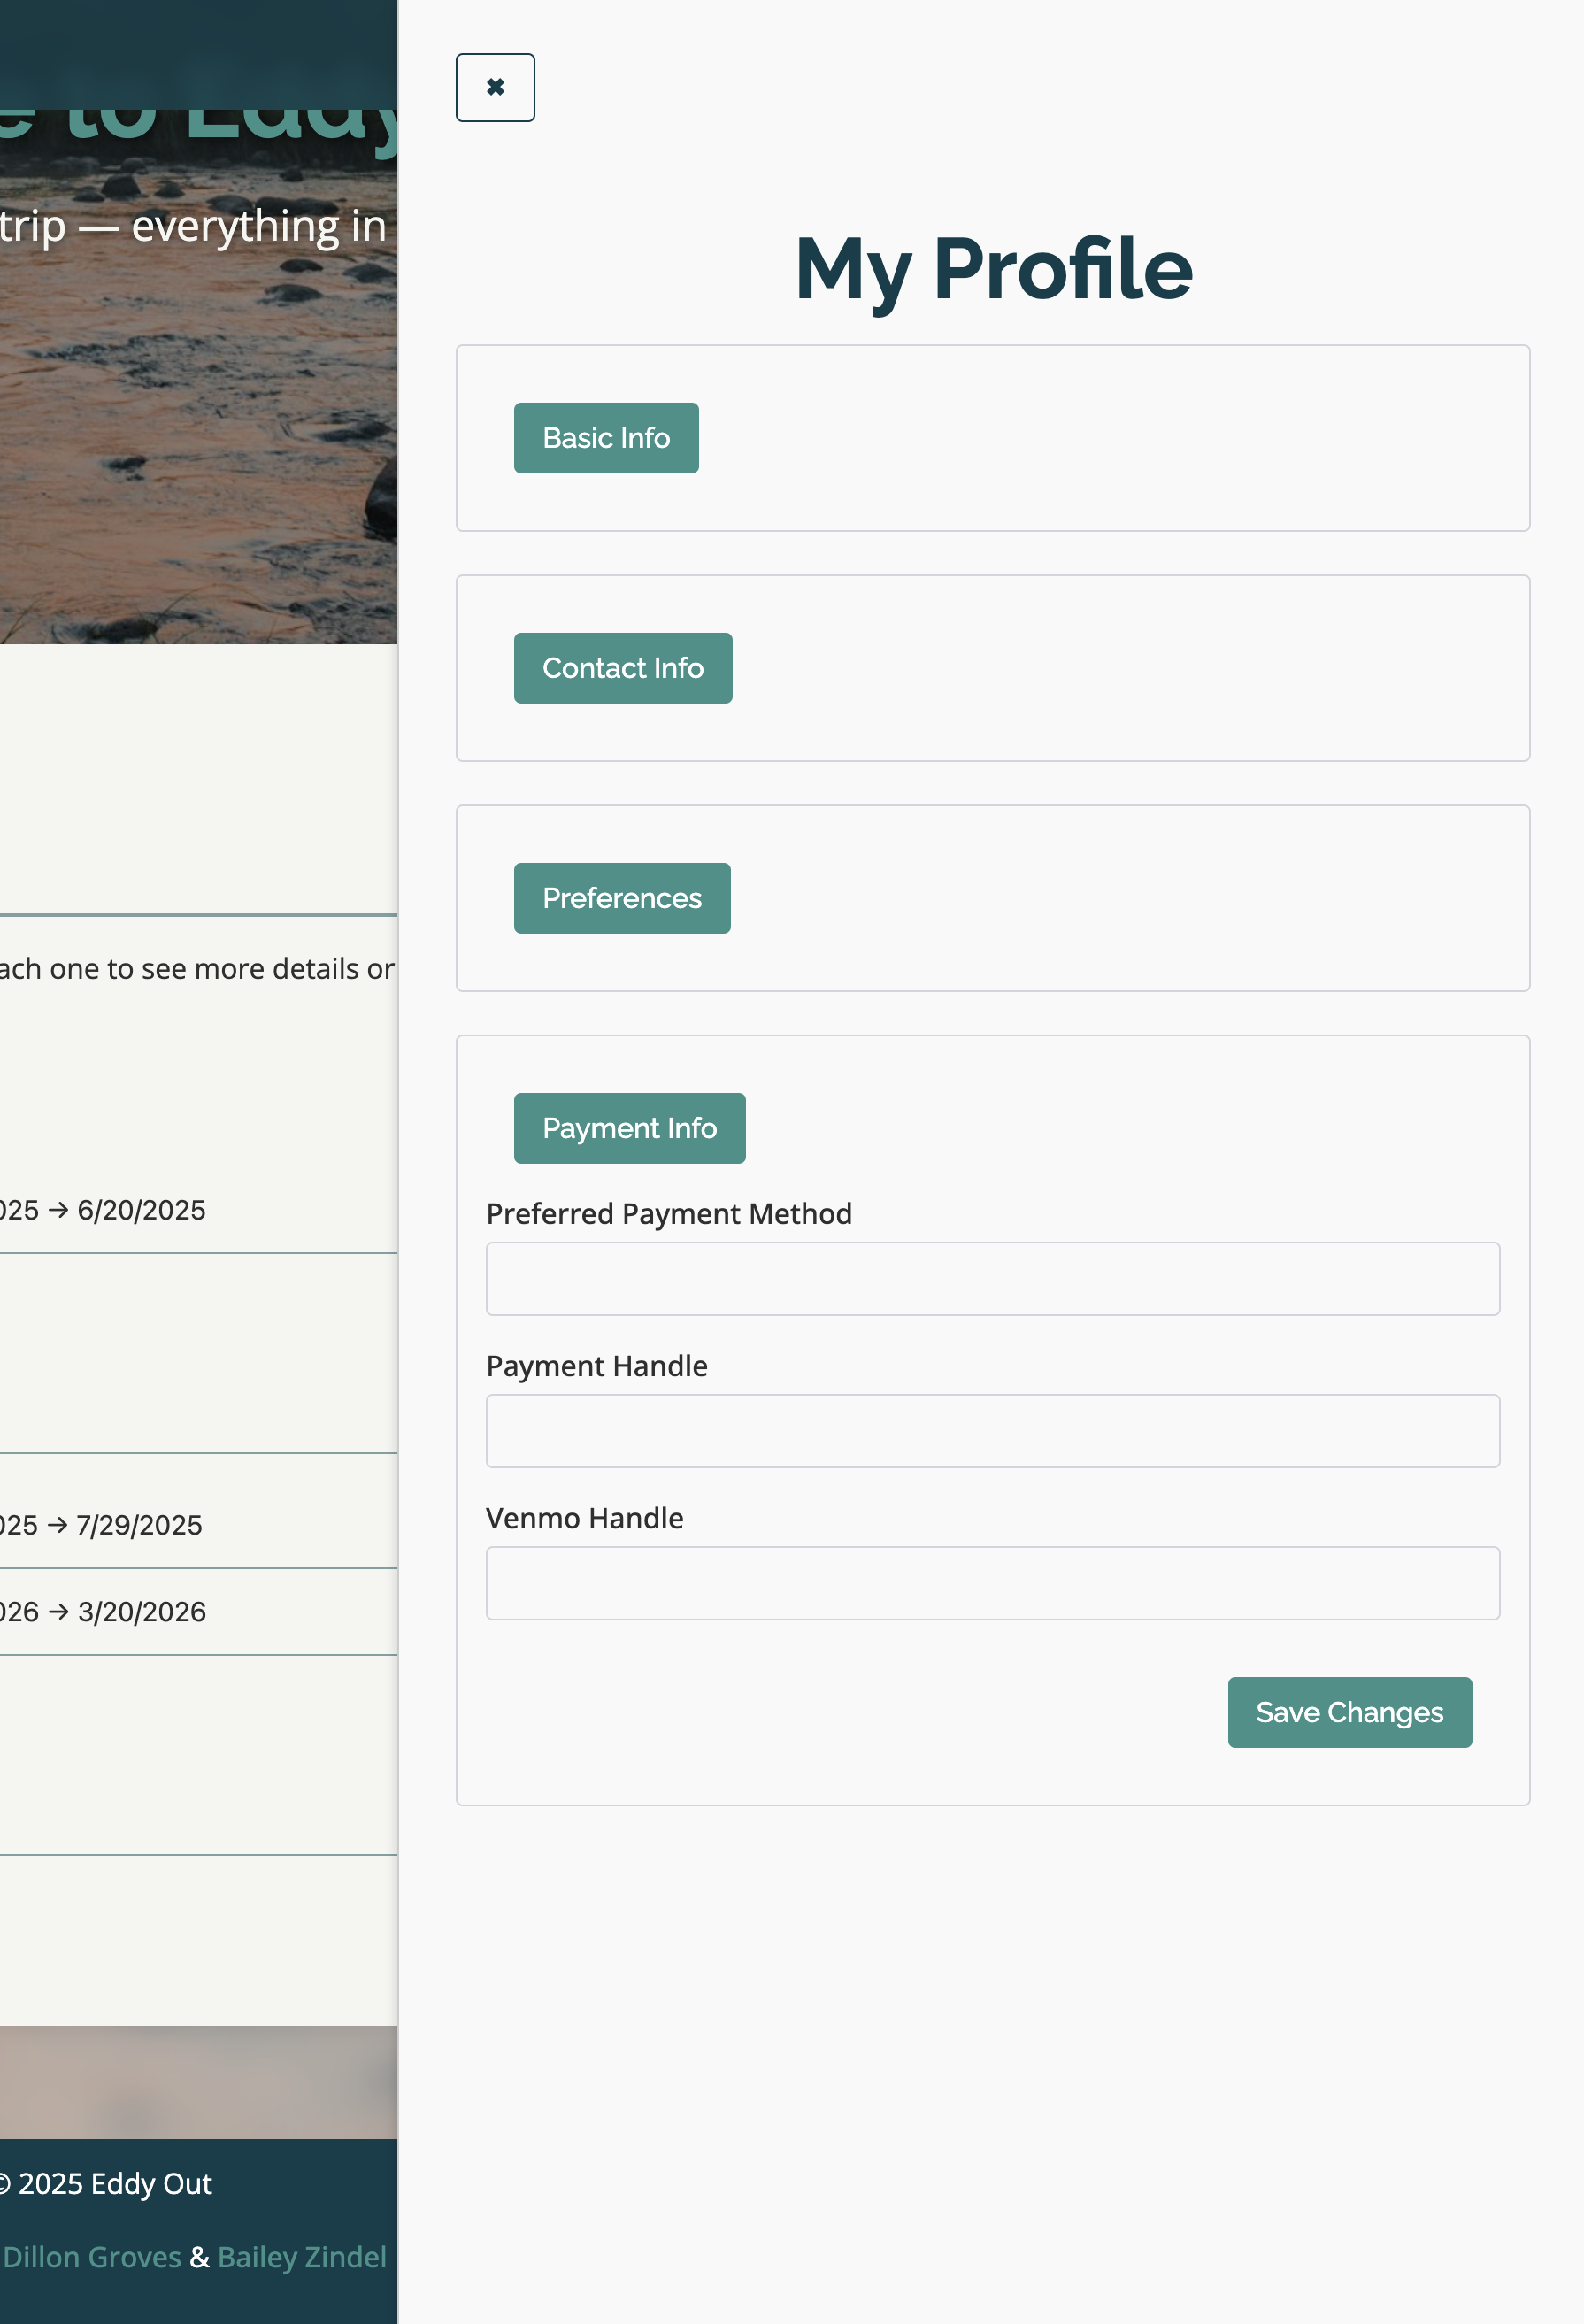 e to Eddy
trip — everything in
ach one to see more details or
025 → 6/20/2025
025 → 7/29/2025
026 → 3/20/2026
© 2025 Eddy Out
Dillon Groves & Bailey Zindel
✖
My Profile
Basic Info
Contact Info
Preferences
Payment Info
Preferred Payment Method
Payment Handle
Venmo Handle
Save Changes